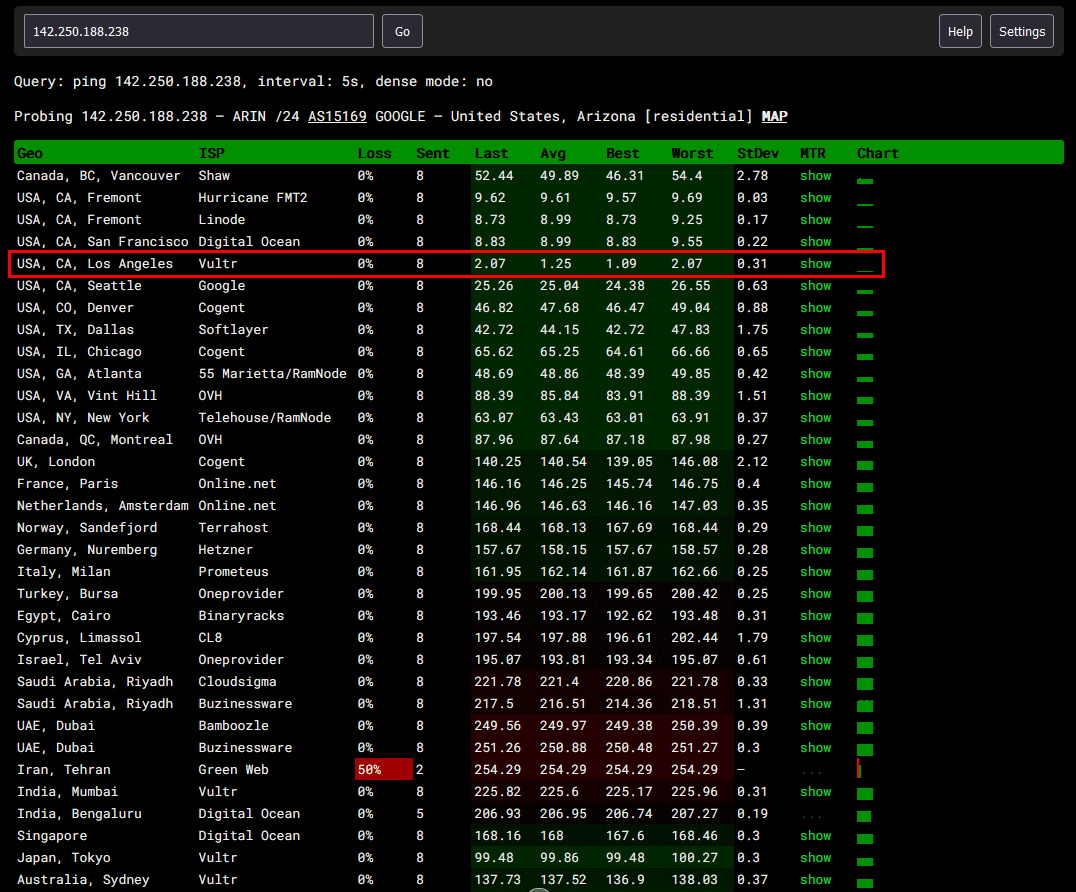 142.250.188.238 Go Help Settings
Query: ping 142.250.188.238, interval: 5s, dense mode: no
Probing 142.250.188.238 — ARIN /24 AS15169 GOOGLE — United States, Arizona [residential] MAP
Geo ISP Loss Sent Last Avg Best Worst StDev MTR Chart
Canada, BC, Vancouver Shaw 0% 8 52.44 49.89 46.31 54.4 2.78 show
USA, CA, Fremont Hurricane FMT2 0% 8 9.62 9.61 9.57 9.69 0.03 show
USA, CA, Fremont Linode 0% 8 8.73 8.99 8.73 9.25 0.17 show
USA, CA, San Francisco Digital Ocean 0% 8 8.83 8.99 8.83 9.55 0.22 show
USA, CA, Los Angeles Vultr 0% 8 2.07 1.25 1.09 2.07 0.31 show
USA, CA, Seattle Google 0% 8 25.26 25.04 24.38 26.55 0.63 show
USA, CO, Denver Cogent 0% 8 46.82 47.68 46.47 49.04 0.88 show
USA, TX, Dallas Softlayer 0% 8 42.72 44.15 42.72 47.83 1.75 show
USA, IL, Chicago Cogent 0% 8 65.62 65.25 64.61 66.66 0.65 show
USA, GA, Atlanta 55 Marietta/RamNode 0% 8 48.69 48.86 48.39 49.85 0.42 show
USA, VA, Vint Hill OVH 0% 8 88.39 85.84 83.91 88.39 1.51 show
USA, NY, New York Telehouse/RamNode 0% 8 63.07 63.43 63.01 63.91 0.37 show
Canada, QC, Montreal OVH 0% 8 87.96 87.64 87.18 87.98 0.27 show
UK, London Cogent 0% 8 140.25 140.54 139.05 146.08 2.12 show
France, Paris Online.net 0% 8 146.16 146.25 145.74 146.75 0.4 show
Netherlands, Amsterdam Online.net 0% 8 146.96 146.63 146.16 147.03 0.35 show
Norway, Sandefjord Terrahost 0% 8 168.44 168.13 167.69 168.44 0.29 show
Germany, Nuremberg Hetzner 0% 8 157.67 158.15 157.67 158.57 0.28 show
Italy, Milan Prometeus 0% 8 161.95 162.14 161.87 162.66 0.25 show
Turkey, Bursa Oneprovider 0% 8 199.95 200.13 199.65 200.42 0.25 show
Egypt, Cairo Binaryracks 0% 8 193.46 193.17 192.62 193.48 0.31 show
Cyprus, Limassol CL8 0% 8 197.54 197.88 196.61 202.44 1.79 show
Israel, Tel Aviv Oneprovider 0% 8 195.07 193.81 193.34 195.07 0.61 show
Saudi Arabia, Riyadh Cloudsigma 0% 8 221.78 221.4 220.86 221.78 0.33 show
Saudi Arabia, Riyadh Buzinessware 0% 8 217.5 216.51 214.36 218.51 1.31 show
UAE, Dubai Bamboozle 0% 8 249.56 249.97 249.38 250.39 0.39 show
UAE, Dubai Buzinessware 0% 8 251.26 250.88 250.48 251.27 0.3 show
Iran, Tehran Green Web 50% 2 254.29 254.29 254.29 254.29 — ...
India, Mumbai Vultr 0% 8 225.82 225.6 225.17 225.96 0.31 show
India, Bengaluru Digital Ocean 0% 5 206.93 206.95 206.74 207.27 0.19 ...
Singapore Digital Ocean 0% 8 168.16 168 167.6 168.46 0.3 show
Japan, Tokyo Vultr 0% 8 99.48 99.86 99.48 100.27 0.3 show
Australia, Sydney Vultr 0% 8 137.73 137.52 136.9 138.03 0.37 show